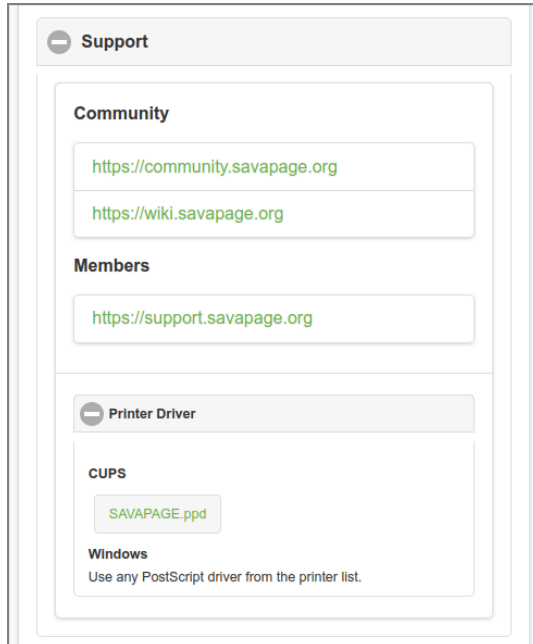 Support
Community
https://community.savapage.org
https://wiki.savapage.org
Members
https://support.savapage.org
Printer Driver
CUPS
SAVAPAGE.ppd
Windows
Use any PostScript driver from the printer list.